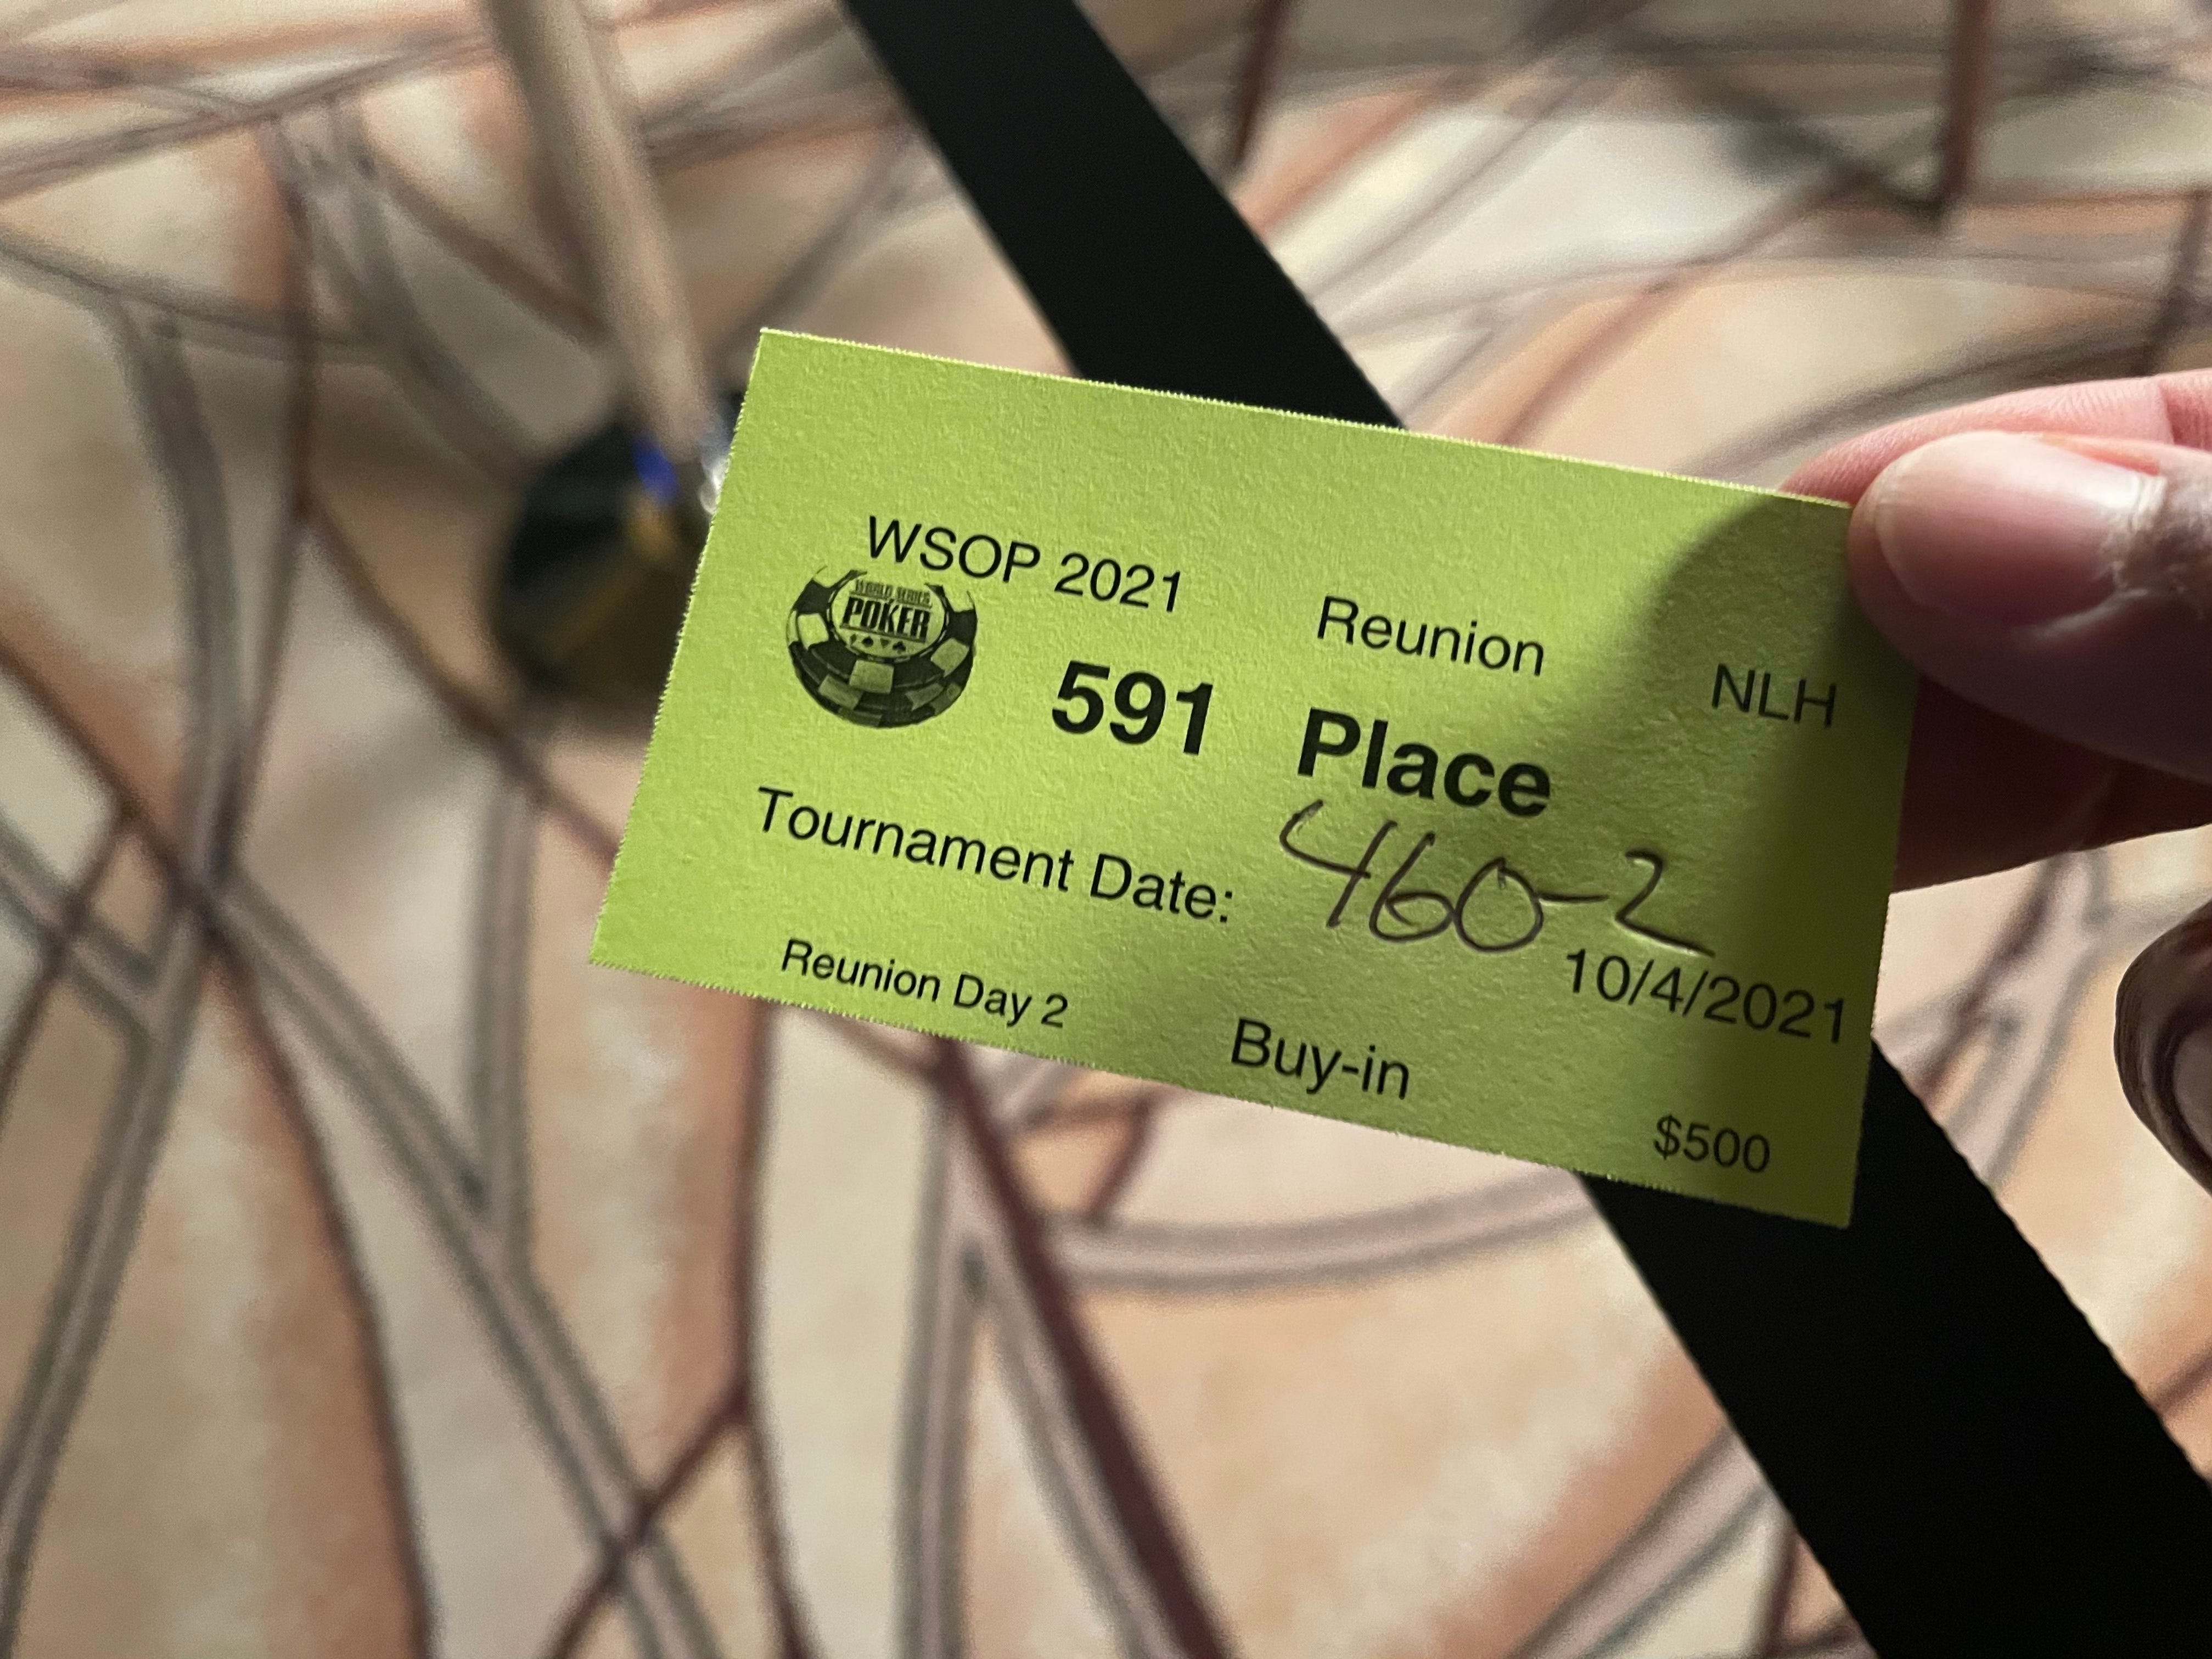 WSOP 2021 Reunion NLH
WORLD SERIES
POKER
591 Place
460-2
Tournament Date: 10/4/2021
Reunion Day 2 Buy-in $500